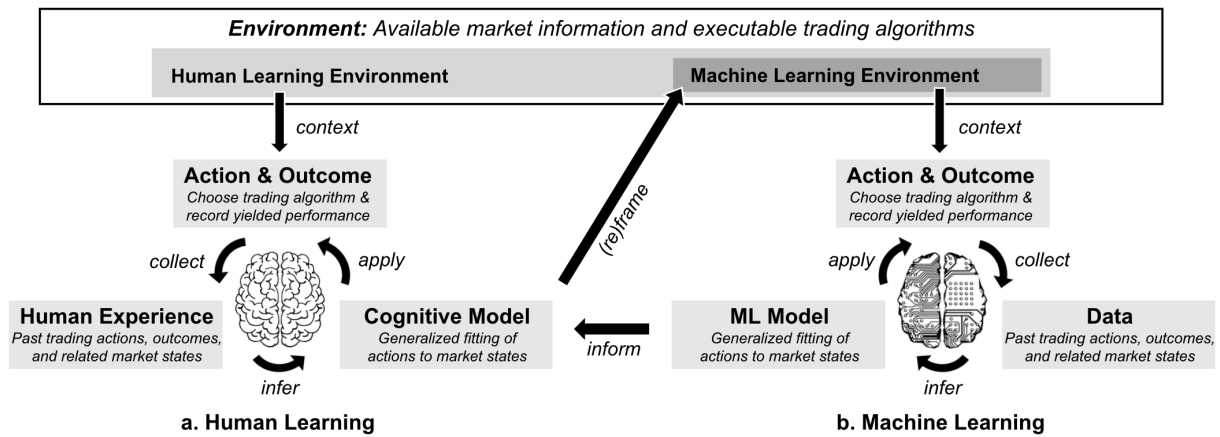 Environment: Available market information and executable trading algorithms
Human Learning Environment
Machine Learning Environment
context
context
Action & Outcome
Choose trading algorithm &
record yielded performance
Action & Outcome
Choose trading algorithm &
record yielded performance
(re)frame
collect
apply
apply
collect
Human Experience
Past trading actions, outcomes,
and related market states
Cognitive Model
Generalized fitting of
actions to market states
inform
ML Model
Generalized fitting of
actions to market states
Data
Past trading actions, outcomes,
and related market states
infer
infer
a. Human Learning
b. Machine Learning